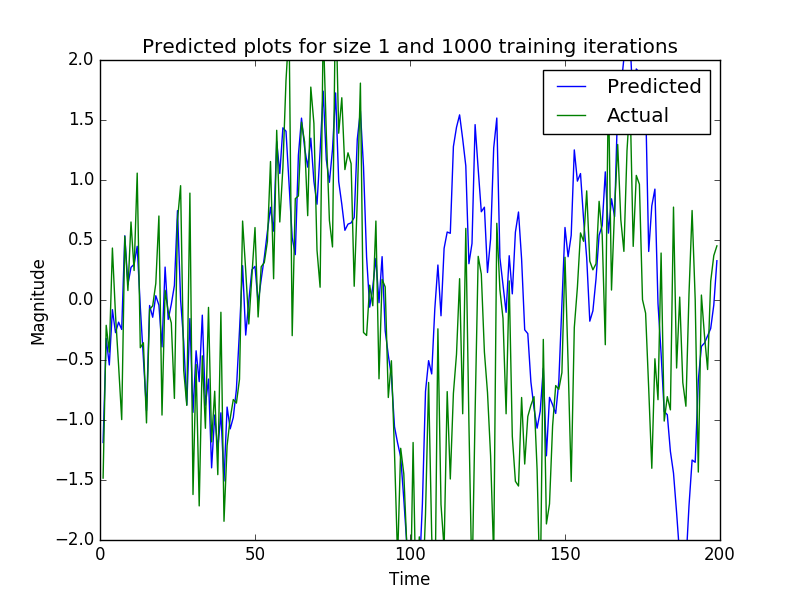 Predicted plots for size 1 and 1000 training iterations
Predicted
Actual
2.0
1.5
1.0
0.5
0.0
−0.5
−1.0
−1.5
−2.0
Magnitude
0 50 100 150 200
Time